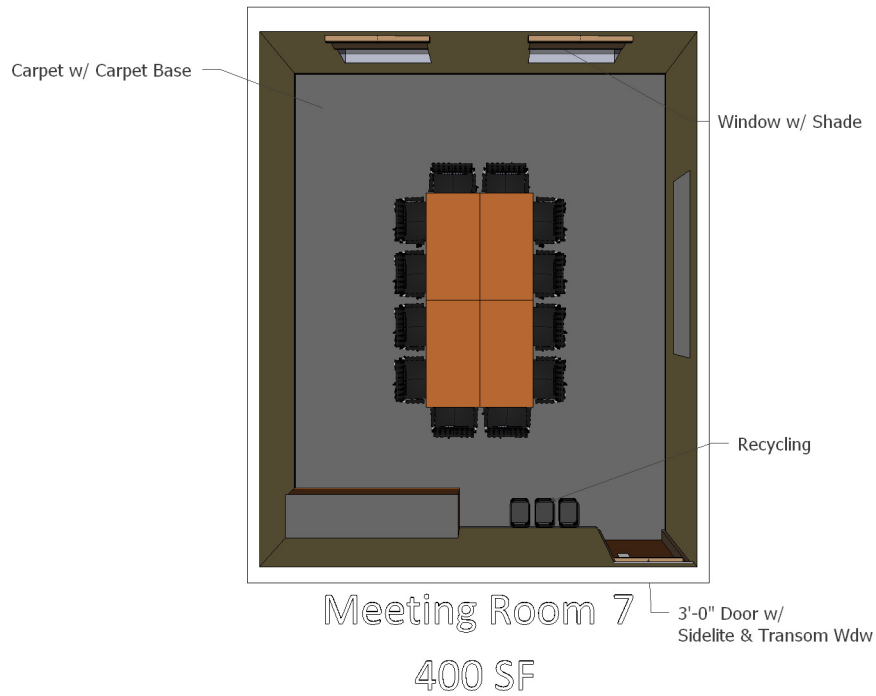 Carpet w/ Carpet Base
Window w/ Shade
Recycling
3'-0" Door w/
Sidelite & Transom Wdw
Meeting Room 7
400 SF